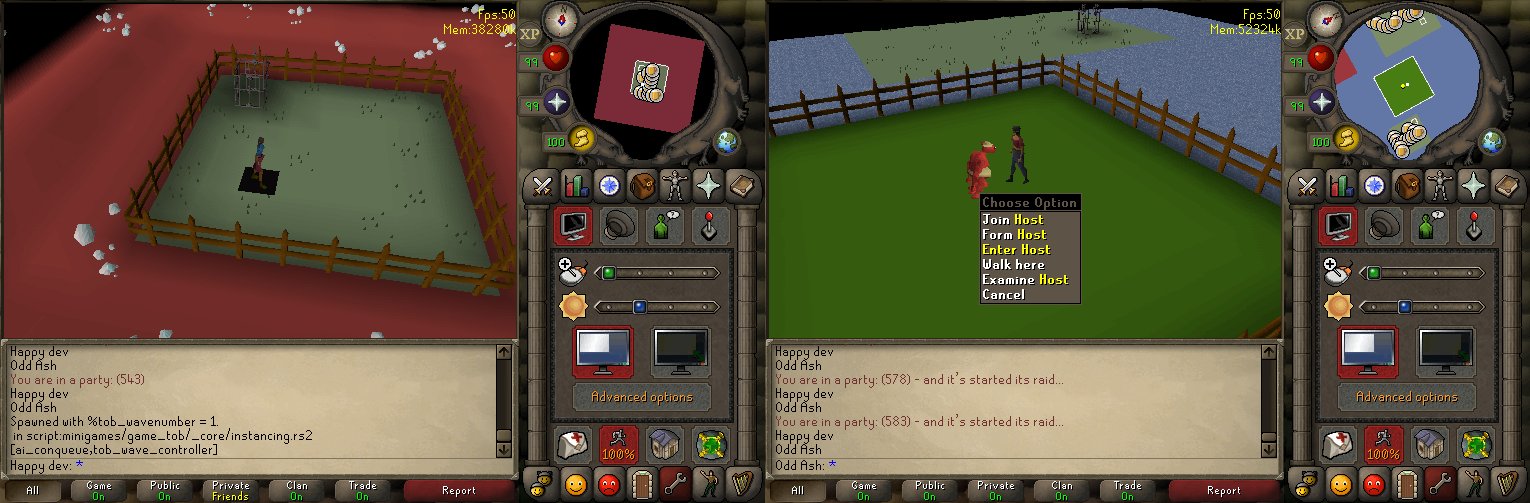 Fps:50
Mem:38280k
XP
99
99
100
Happy dev
Odd Ash
You are in a party: (543)
Happy dev
Odd Ash
Spawned with %tob_wavenumber = 1.
in script:minigames/game_tob/_core/instancing.rs2
[ai_conqueue,tob_wave_controller]
Happy dev: *
Advanced options
100%
All
Game
On
Public
On
Private
Friends
Clan
On
Trade
On
Report
Fps:50
Mem:52324k
XP
99
99
100
Choose Option
Join Host
Form Host
Enter Host
Walk here
Examine Host
Cancel
Happy dev
Odd Ash
You are in a party: (578) - and it's started its raid...
Happy dev
Odd Ash
You are in a party: (583) - and it's started its raid...
Happy dev
Odd Ash
Odd Ash: *
Advanced options
100%
All
Game
On
Public
On
Private
On
Clan
On
Trade
On
Report